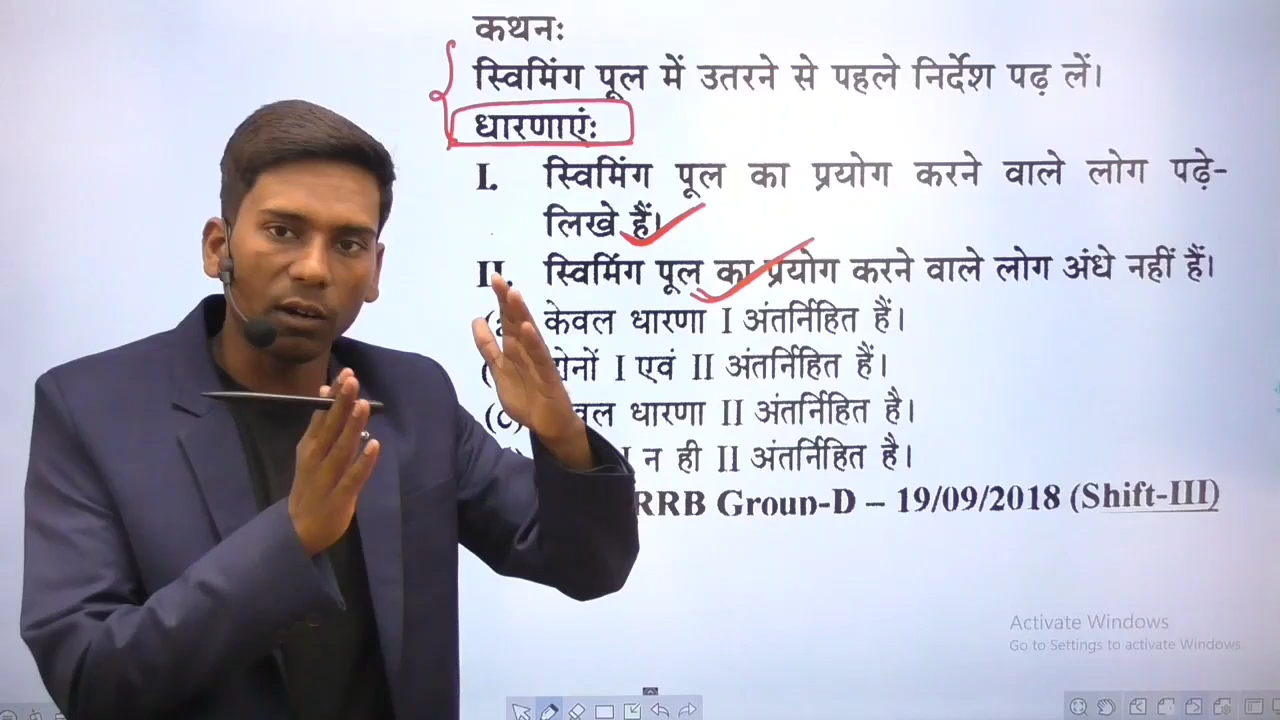 कथनः
स्विमिंग पूल में उतरने से पहले निर्देश पढ़ लें।
धारणाएंः
I. स्विमिंग पूल का प्रयोग करने वाले लोग पढ़े-
लिखे हैं।
II. स्विमिंग पूल का प्रयोग करने वाले लोग अंधे नहीं हैं।
केवल धारणा I अंतर्निहित हैं।
I एवं II अंतर्निहित हैं।
(c) धारणा II अंतर्निहित है।
I न ही II अंतर्निहित है।
RRB Group-D – 19/09/2018 (Shift-III)
Activate Windows
Go to Settings to activate Windows.